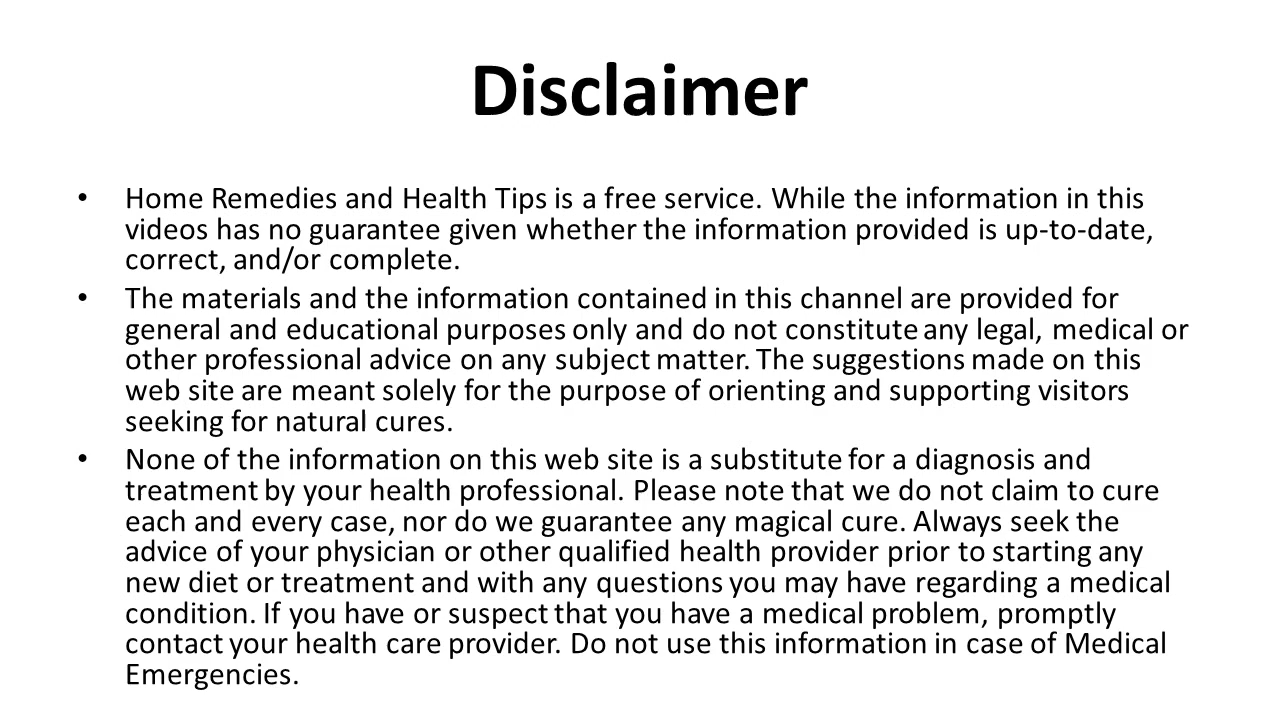 Disclaimer
• Home Remedies and Health Tips is a free service. While the information in this
videos has no guarantee given whether the information provided is up-to-date,
correct, and/or complete.
• The materials and the information contained in this channel are provided for
general and educational purposes only and do not constitute any legal, medical or
other professional advice on any subject matter. The suggestions made on this
web site are meant solely for the purpose of orienting and supporting visitors
seeking for natural cures.
• None of the information on this web site is a substitute for a diagnosis and
treatment by your health professional. Please note that we do not claim to cure
each and every case, nor do we guarantee any magical cure. Always seek the
advice of your physician or other qualified health provider prior to starting any
new diet or treatment and with any questions you may have regarding a medical
condition. If you have or suspect that you have a medical problem, promptly
contact your health care provider. Do not use this information in case of Medical
Emergencies.